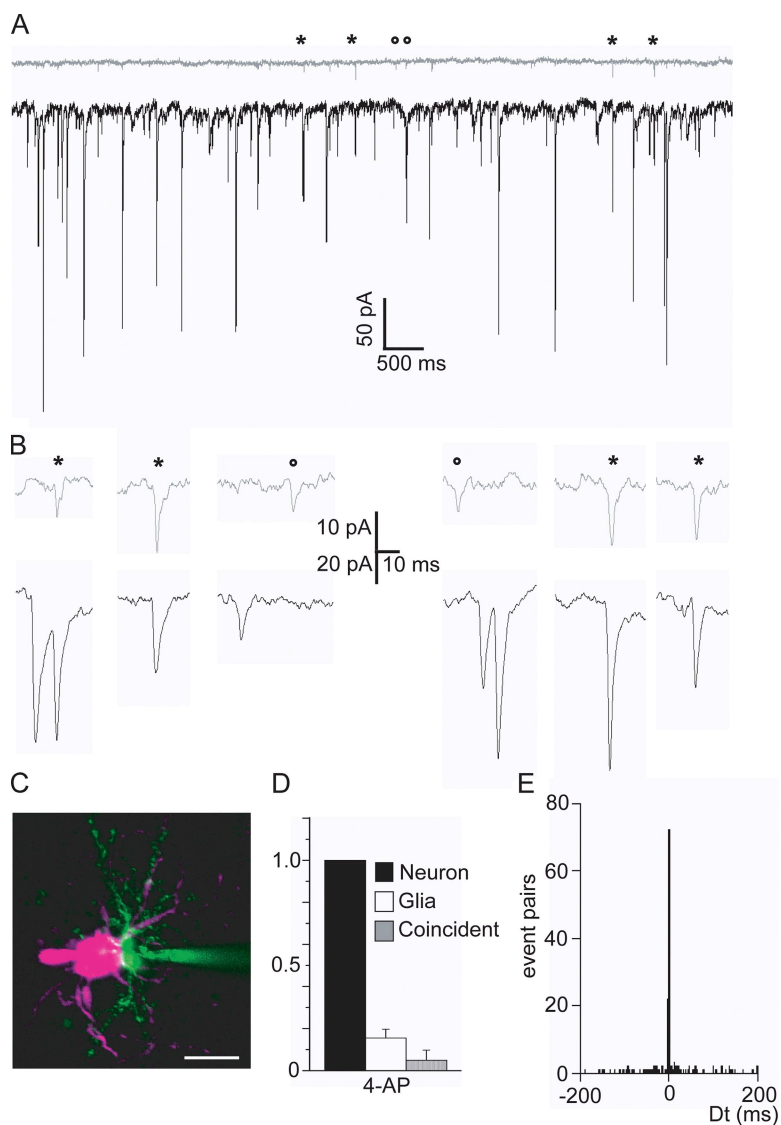 A
* * ° ° * *
50 pA
500 ms
B
* * ° ° * *
10 pA
20 pA
10 ms
C
D
1.0
0.5
0
Neuron
Glia
Coincident
4-AP
E
event pairs
80
60
40
20
0
-200 0 200
Dt (ms)